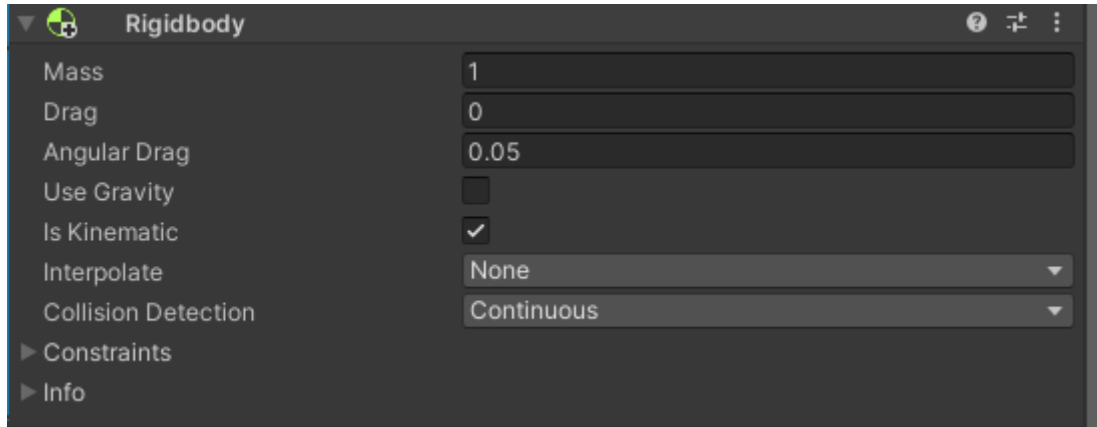 Rigidbody
Mass 1
Drag 0
Angular Drag 0.05
Use Gravity
Is Kinematic
Interpolate None
Collision Detection Continuous
Constraints
Info